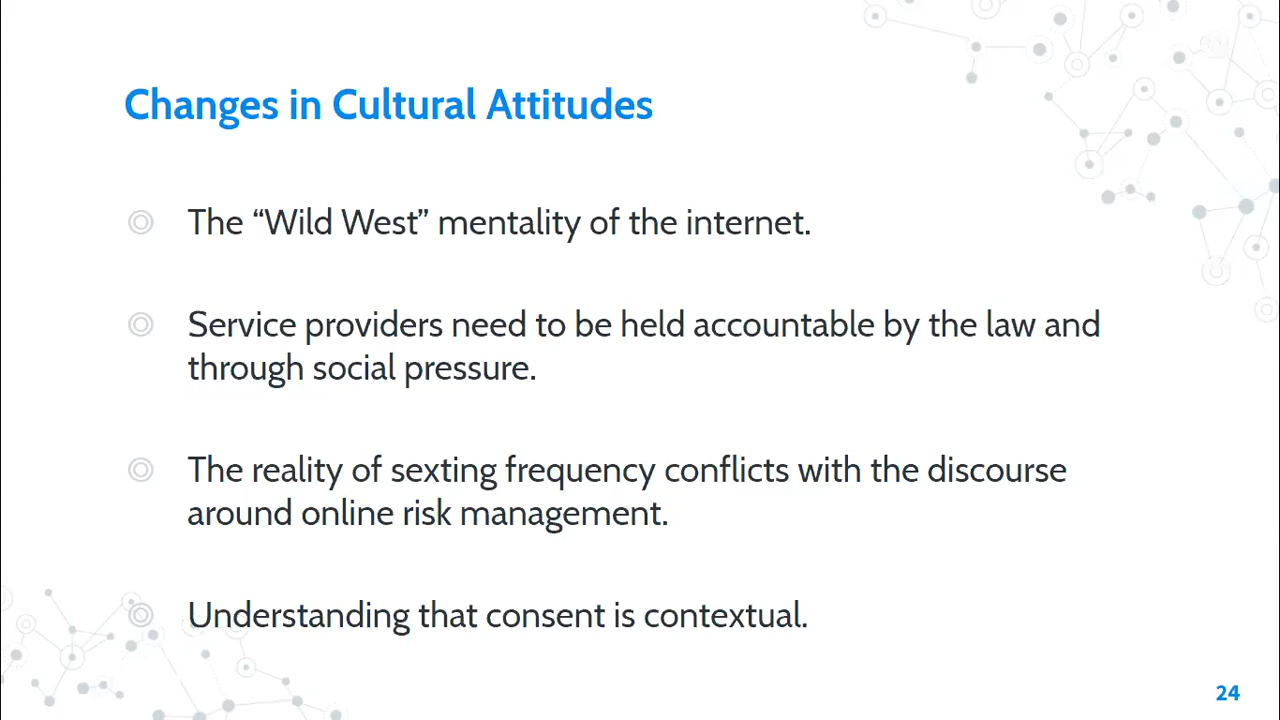 Changes in Cultural Attitudes
The “Wild West” mentality of the internet.
Service providers need to be held accountable by the law and
through social pressure.
The reality of sexting frequency conflicts with the discourse
around online risk management.
Understanding that consent is contextual.
24